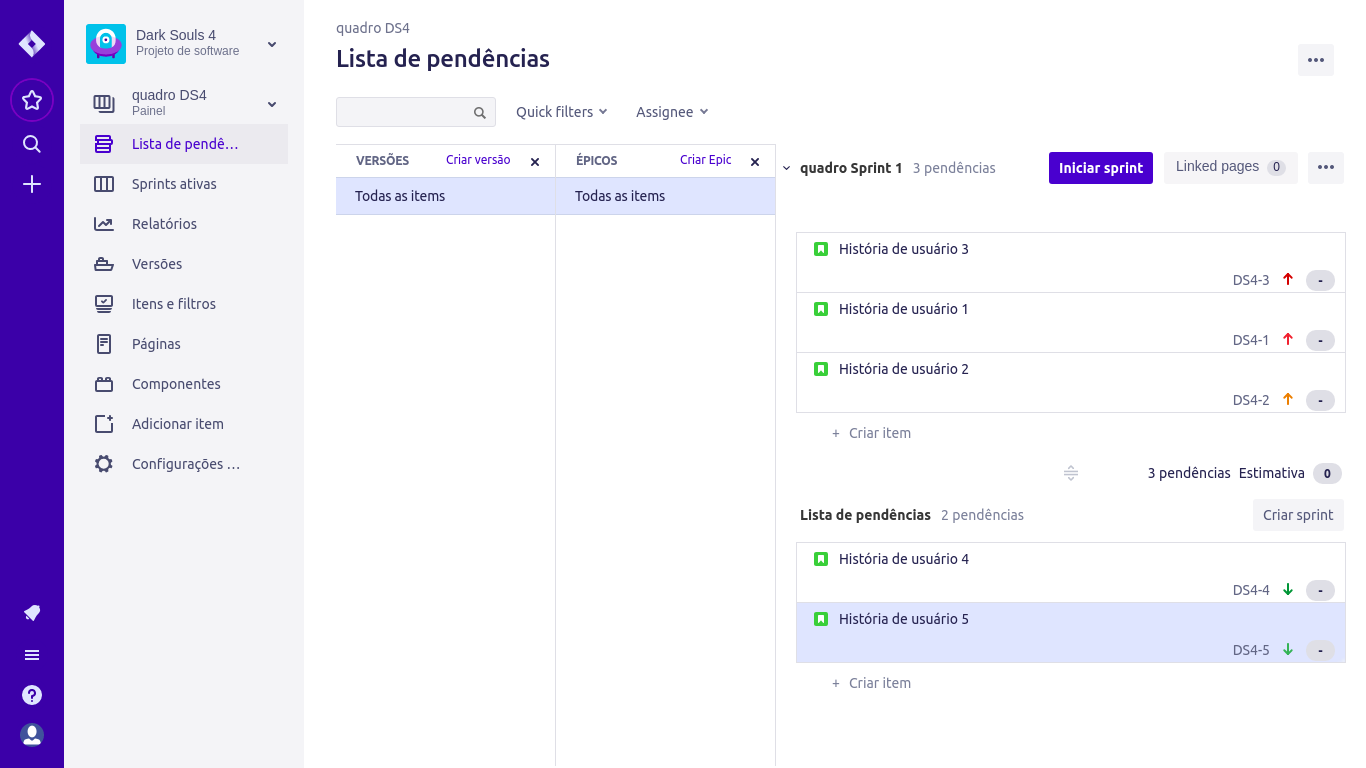 Dark Souls 4
Projeto de software
quadro DS4
Painel
Lista de pendê...
Sprints ativas
Relatórios
Versões
Itens e filtros
Páginas
Componentes
Adicionar item
Configurações ...
quadro DS4
Lista de pendências
Quick filters
Assignee
VERSÕES Criar versão
Todas as items
ÉPICOS Criar Epic
Todas as items
quadro Sprint 1 3 pendências Iniciar sprint Linked pages 0
História de usuário 3
DS4-3 -
História de usuário 1
DS4-1 -
História de usuário 2
DS4-2 -
+ Criar item
3 pendências Estimativa 0
Lista de pendências 2 pendências Criar sprint
História de usuário 4
DS4-4 -
História de usuário 5
DS4-5 -
+ Criar item